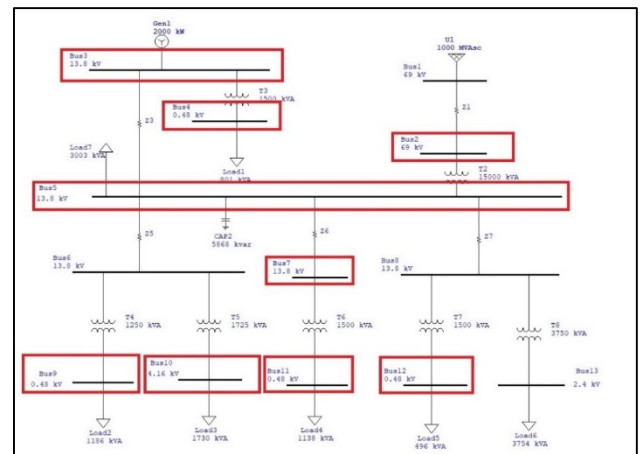 Gen1
2000 kW
Bus3
13.8 kV
U1
1000 MVAsc
Bus1
69 kV
T3
1500 kVA
Bus4
0.48 kV
Z3
Z1
Load7
3003 kVA
Load1
801 kVA
Bus2
69 kV
T2
15000 kVA
Bus5
13.8 kV
CAP2
5868 kvar
Z5
Z6
Z7
Bus6
13.8 kV
Bus7
13.8 kV
Bus8
13.8 kV
T4
1250 kVA
T5
1725 kVA
T6
1500 kVA
T7
1500 kVA
T8
3750 kVA
Bus9
0.48 kV
Bus10
4.16 kV
Bus11
0.48 kV
Bus12
0.48 kV
Bus13
2.4 kV
Load2
1186 kVA
Load3
1730 kVA
Load4
1138 kVA
Load5
496 kVA
Load6
3754 kVA